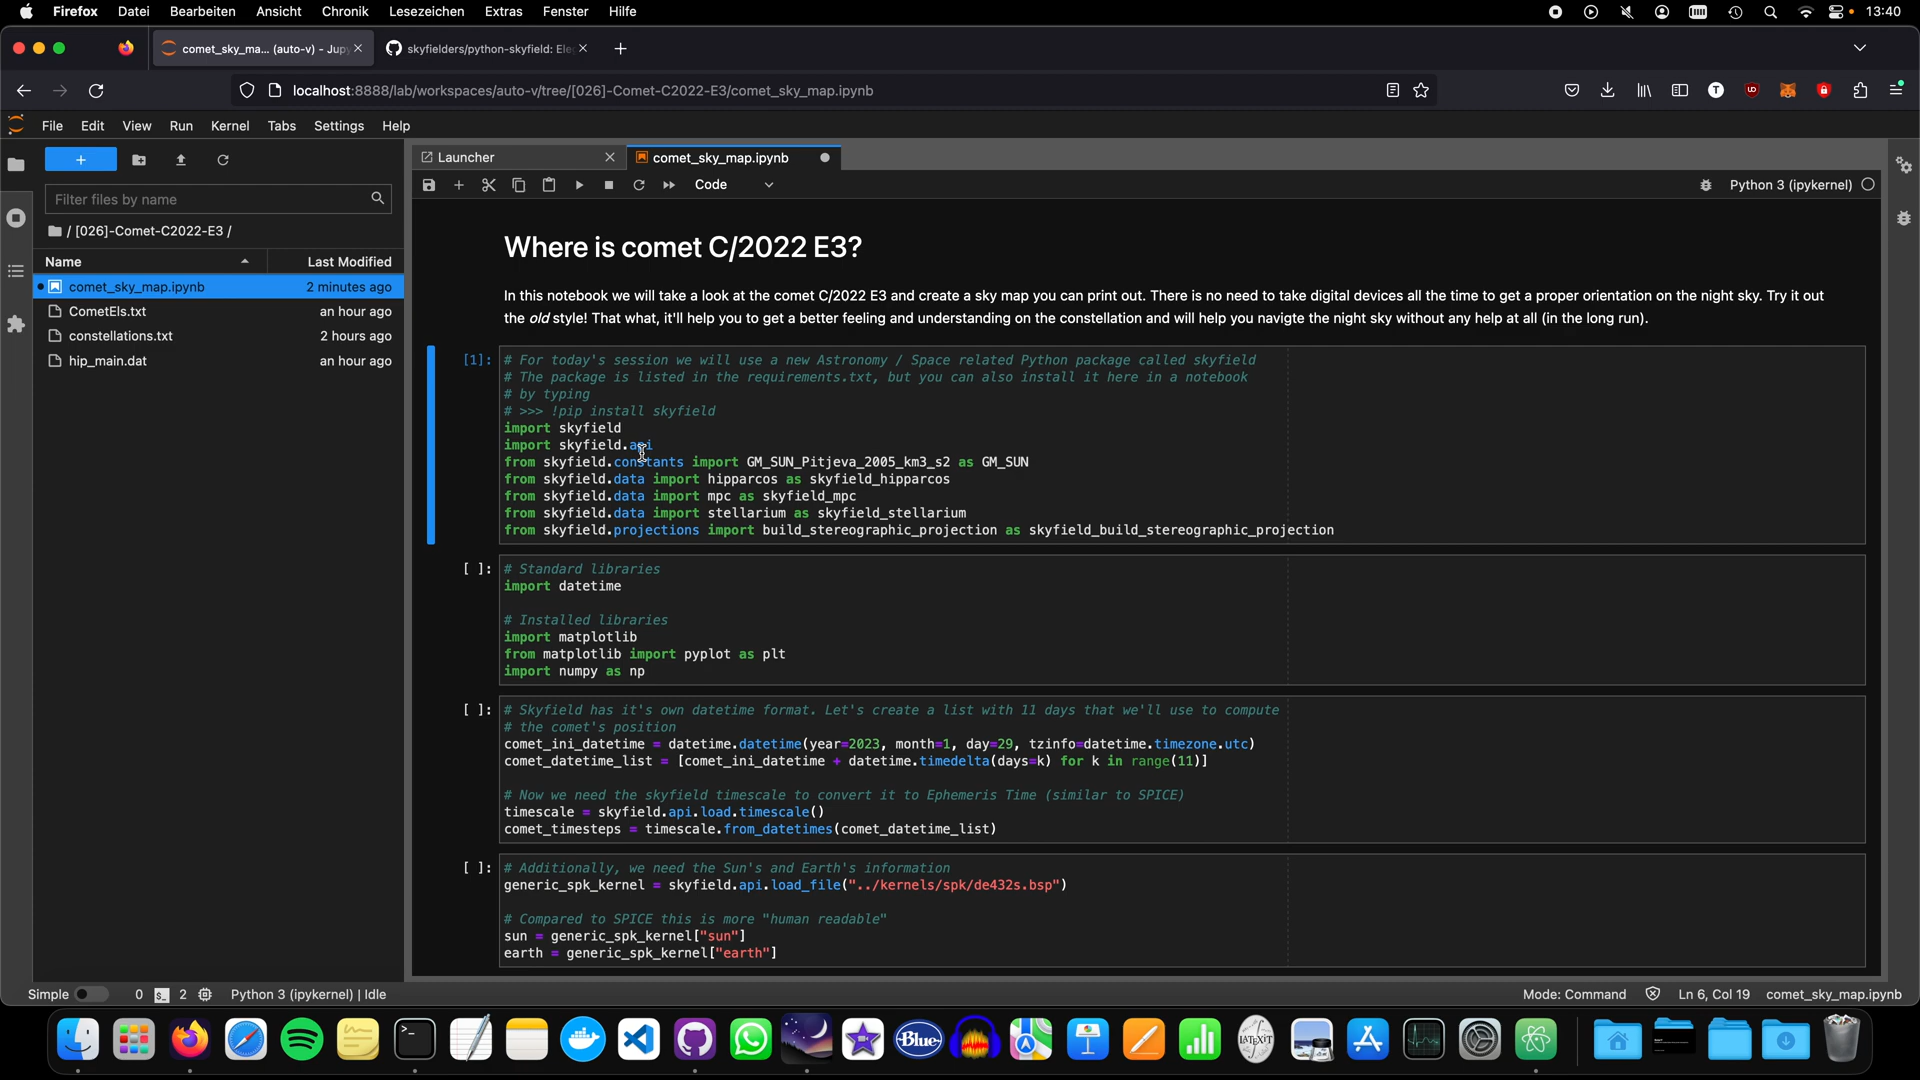 Firefox Datei Bearbeiten Ansicht Chronik Lesezeichen Extras Fenster Hilfe 13:40
comet_sky_ma... (auto-v) - Jup
skyfielders/python-skyfield: Ele
localhost:8888/lab/workspaces/auto-v/tree/[026]-Comet-C2022-E3/comet_sky_map.ipynb
File Edit View Run Kernel Tabs Settings Help
Launcher
comet_sky_map.ipynb
Filter files by name
Code
Python 3 (ipykernel)
/ [026]-Comet-C2022-E3 /
Name Last Modified
comet_sky_map.ipynb 2 minutes ago
CometEls.txt an hour ago
constellations.txt 2 hours ago
hip_main.dat an hour ago
Where is comet C/2022 E3?
In this notebook we will take a look at the comet C/2022 E3 and create a sky map you can print out. There is no need to take digital devices all the time to get a proper orientation on the night sky. Try it out
the old style! That what, it'll help you to get a better feeling and understanding on the constellation and will help you navigte the night sky without any help at all (in the long run).
[1]: # For today's session we will use a new Astronomy / Space related Python package called skyfield
# The package is listed in the requirements.txt, but you can also install it here in a notebook
# by typing
# >>> !pip install skyfield
import skyfield
import skyfield.api
from skyfield.constants import GM_SUN_Pitjeva_2005_km3_s2 as GM_SUN
from skyfield.data import hipparcos as skyfield_hipparcos
from skyfield.data import mpc as skyfield_mpc
from skyfield.data import stellarium as skyfield_stellarium
from skyfield.projections import build_stereographic_projection as skyfield_build_stereographic_projection
[ ]: # Standard libraries
import datetime
# Installed libraries
import matplotlib
from matplotlib import pyplot as plt
import numpy as np
[ ]: # Skyfield has it's own datetime format. Let's create a list with 11 days that we'll use to compute
# the comet's position
comet_ini_datetime = datetime.datetime(year=2023, month=1, day=29, tzinfo=datetime.timezone.utc)
comet_datetime_list = [comet_ini_datetime + datetime.timedelta(days=k) for k in range(11)]
# Now we need the skyfield timescale to convert it to Ephemeris Time (similar to SPICE)
timescale = skyfield.api.load.timescale()
comet_timesteps = timescale.from_datetimes(comet_datetime_list)
[ ]: # Additionally, we need the Sun's and Earth's information
generic_spk_kernel = skyfield.api.load_file("../kernels/spk/de432s.bsp")
# Compared to SPICE this is more "human readable"
sun = generic_spk_kernel["sun"]
earth = generic_spk_kernel["earth"]
Simple 0 2 Python 3 (ipykernel) | Idle Mode: Command Ln 6, Col 19 comet_sky_map.ipynb
Blue
LATEXIT